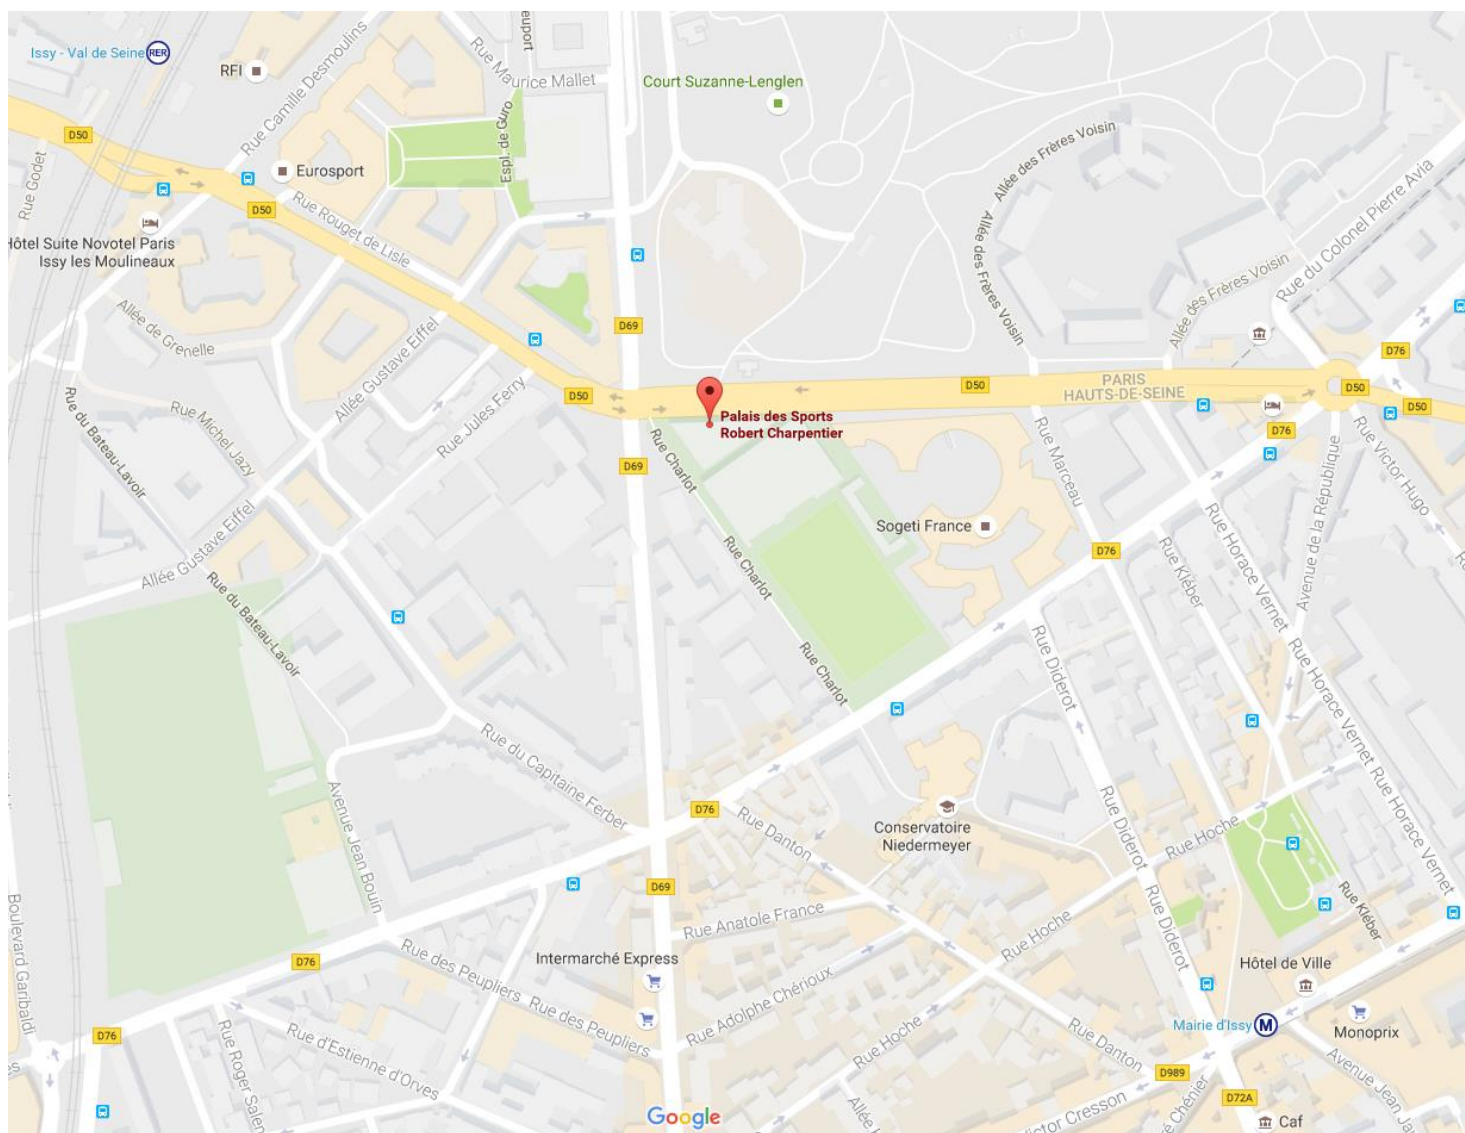 Issy - Val de Seine
RER
RFI
Rue Camille Desmoulins
Rue Maurice Mallet
Court Suzanne-Lenglen
Espl. de Guro
Allée des Frères Voisin
D50
Rue Godet
Eurosport
D50
Rue du Colonel Pierre Avia
Rue Rouget de Lisle
Hôtel Suite Novotel Paris
Issy les Moulineaux
Allée des Frères Voisin
Allée des Frères Voisin
Allée de Grenelle
Allée Gustave Eiffel
D69
D76
PARIS
HAUTS-DE-SEINE
D50
D50
D50
D50
Rue du Bateau-Lavoir
Rue Michel Jazy
Rue Jules Ferry
Palais des Sports
Robert Charpentier
D76
Rue Charlot
Rue Marceau
Avenue de la République
Rue Victor Hugo
D69
Sogeti France
Rue Charlot
D76
Rue Kléber
Rue Horace Vernet
Allée Gustave Eiffel
Rue du Bateau-Lavoir
Rue Charlot
Rue Diderot
Rue Horace Vernet
Rue du Capitaine Ferber
Avenue Jean Bouin
D76
Rue Danton
Conservatoire
Niedermeyer
Rue Diderot
Rue Hoche
Rue Horace Vernet
D69
Rue Anatole France
Rue Hoche
Rue Diderot
Rue Kléber
Boulevard Garibaldi
D76
Rue des Peupliers
Rue des Peupliers
Intermarché Express
Rue Adolphe Chérioux
Hôtel de Ville
Mairie d'Issy
M
Monoprix
D76
Rue d'Estienne d'Orves
Rue Hoche
Rue Danton
D989
D72A
Google
Caf